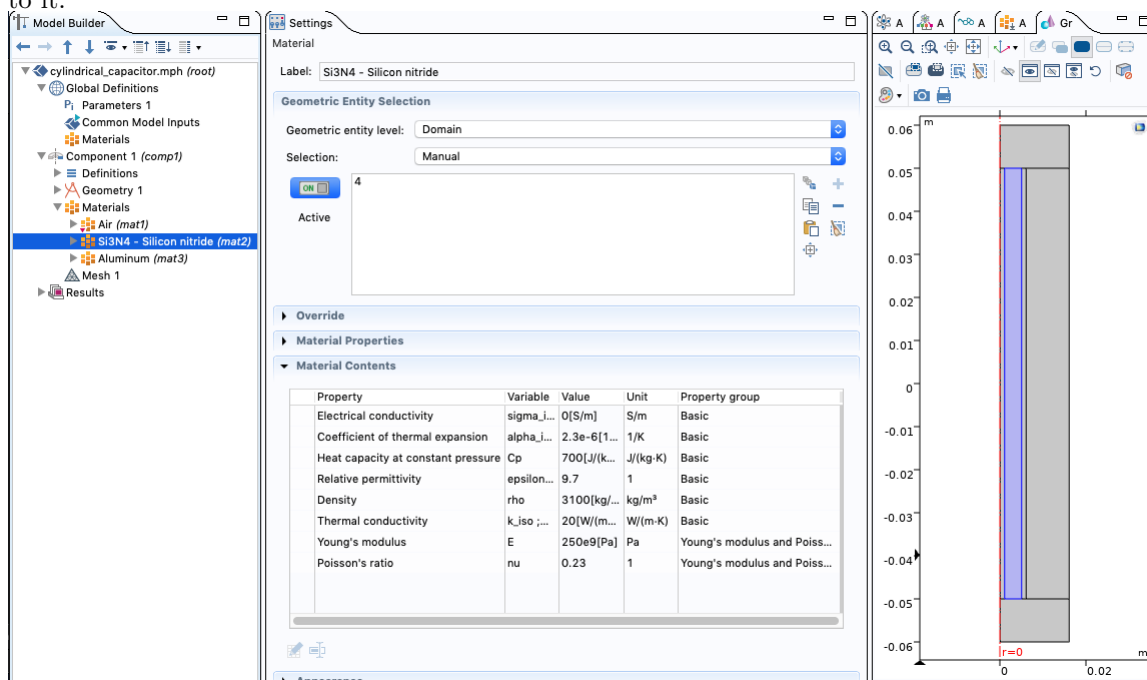 to it.
Model Builder
cylindrical_capacitor.mph (root)
Global Definitions
Pi Parameters 1
Common Model Inputs
Materials
Component 1 (comp1)
Definitions
Geometry 1
Materials
Air (mat1)
Si3N4 - Silicon nitride (mat2)
Aluminum (mat3)
Mesh 1
Results
Settings
Material
Label: Si3N4 - Silicon nitride
Geometric Entity Selection
Geometric entity level: Domain
Selection: Manual
ON
Active
4
Override
Material Properties
Material Contents
Property Variable Value Unit Property group
Electrical conductivity sigma_i... 0[S/m] S/m Basic
Coefficient of thermal expansion alpha_i... 2.3e-6[1... 1/K Basic
Heat capacity at constant pressure Cp 700[J/(k... J/(kg·K) Basic
Relative permittivity epsilon... 9.7 1 Basic
Density rho 3100[kg/... kg/m³ Basic
Thermal conductivity k_iso ;... 20[W/(m... W/(m·K) Basic
Young's modulus E 250e9[Pa] Pa Young's modulus and Poiss...
Poisson's ratio nu 0.23 1 Young's modulus and Poiss...
A A A A Gr
m
0.06
0.05
0.04
0.03
0.02
0.01
0
-0.01
-0.02
-0.03
-0.04
-0.05
-0.06
r=0
m
0 0.02